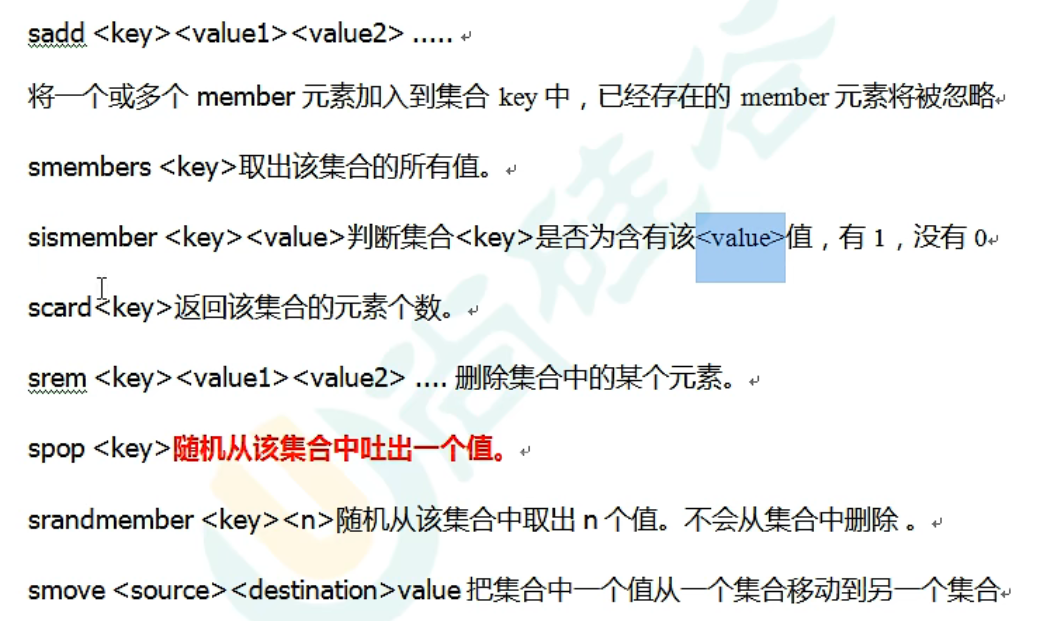 sadd <key><value1><value2> .....
将一个或多个 member 元素加入到集合 key 中，已经存在的 member 元素将被忽略
smembers <key>取出该集合的所有值。
sismember <key><value>判断集合<key>是否为含有该<value>值，有 1，没有 0
scard<key>返回该集合的元素个数。
srem <key><value1><value2> .... 删除集合中的某个元素。
spop <key>随机从该集合中吐出一个值。
srandmember <key><n>随机从该集合中取出 n 个值。不会从集合中删除 。
smove <source><destination>value 把集合中一个值从一个集合移动到另一个集合
尚硅谷